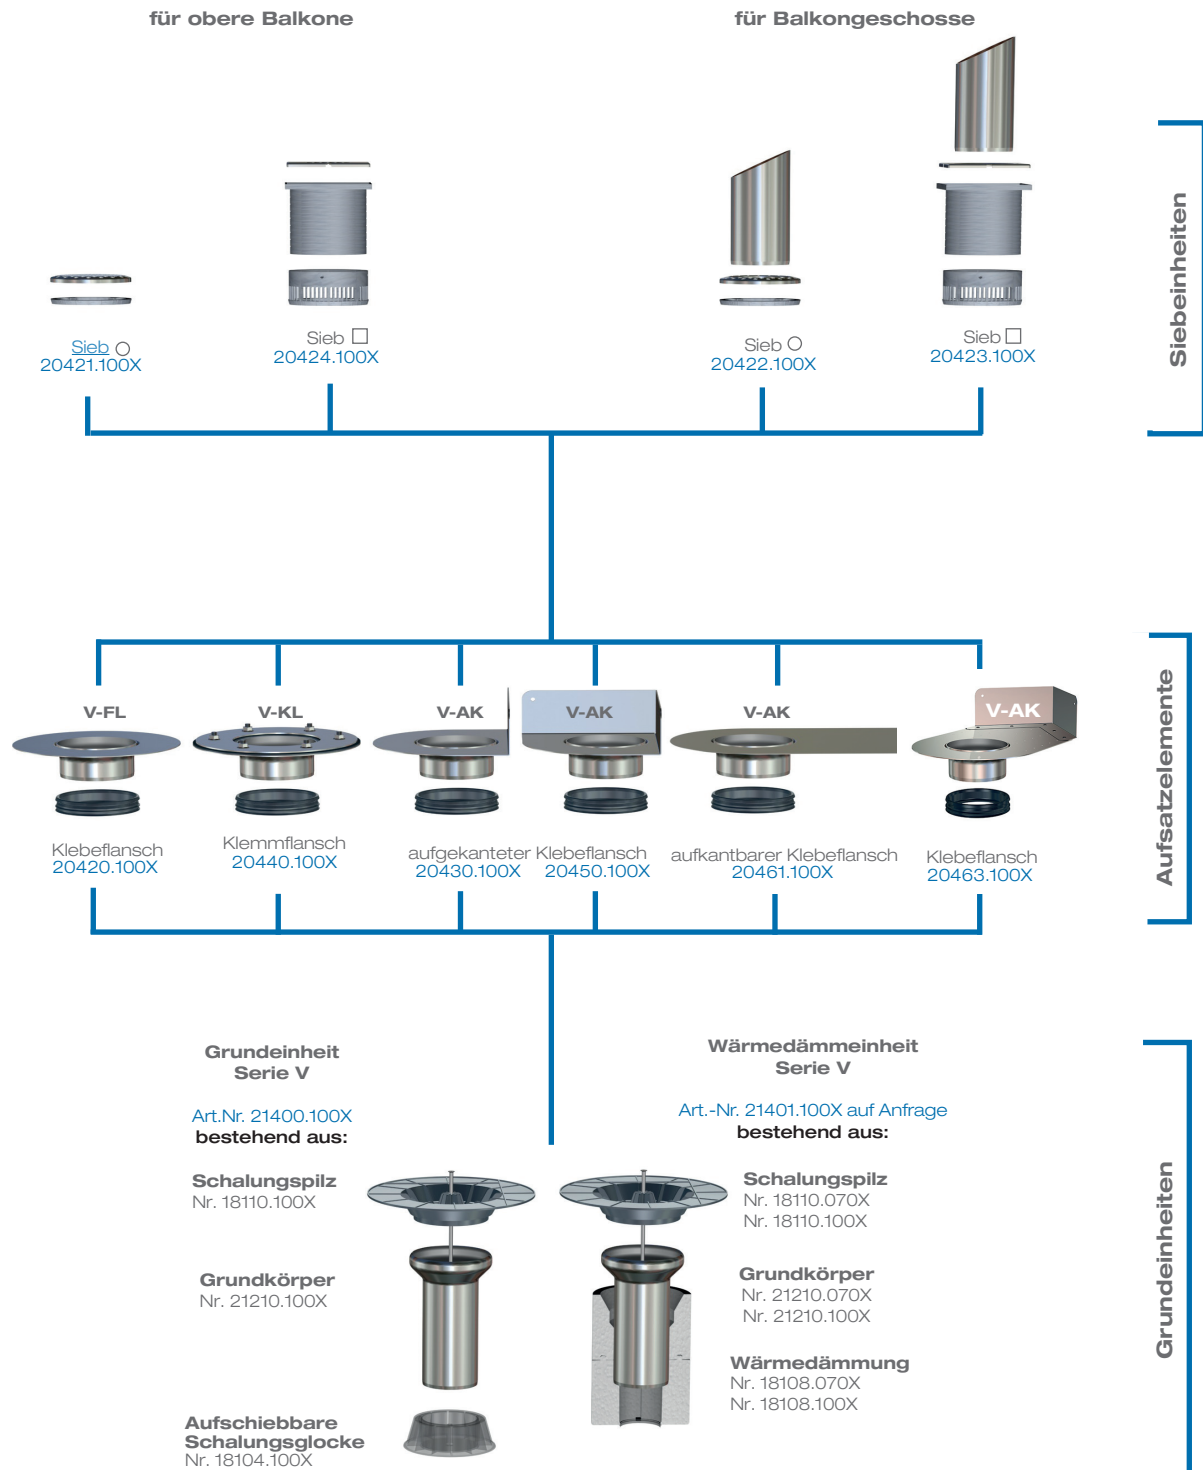 für obere Balkone
für Balkongeschosse
Siebeinheiten
Sieb
20421.100X
Sieb
20424.100X
Sieb
20422.100X
Sieb
20423.100X
Aufsatzelemente
V-FL
V-KL
V-AK
V-AK
V-AK
V-AK
Klebeflansch
20420.100X
Klemmflansch
20440.100X
aufgekanteter Klebeflansch
20430.100X
20450.100X
aufkantbarer Klebeflansch
20461.100X
Klebeflansch
20463.100X
Grundeinheiten
Grundeinheit
Serie V
Art.Nr. 21400.100X
bestehend aus:
Schalungspilz
Nr. 18110.100X
Grundkörper
Nr. 21210.100X
Aufschiebbare
Schalungsglocke
Nr. 18104.100X
Wärmedämmeinheit
Serie V
Art.-Nr. 21401.100X auf Anfrage
bestehend aus:
Schalungspilz
Nr. 18110.070X
Nr. 18110.100X
Grundkörper
Nr. 21210.070X
Nr. 21210.100X
Wärmedämmung
Nr. 18108.070X
Nr. 18108.100X